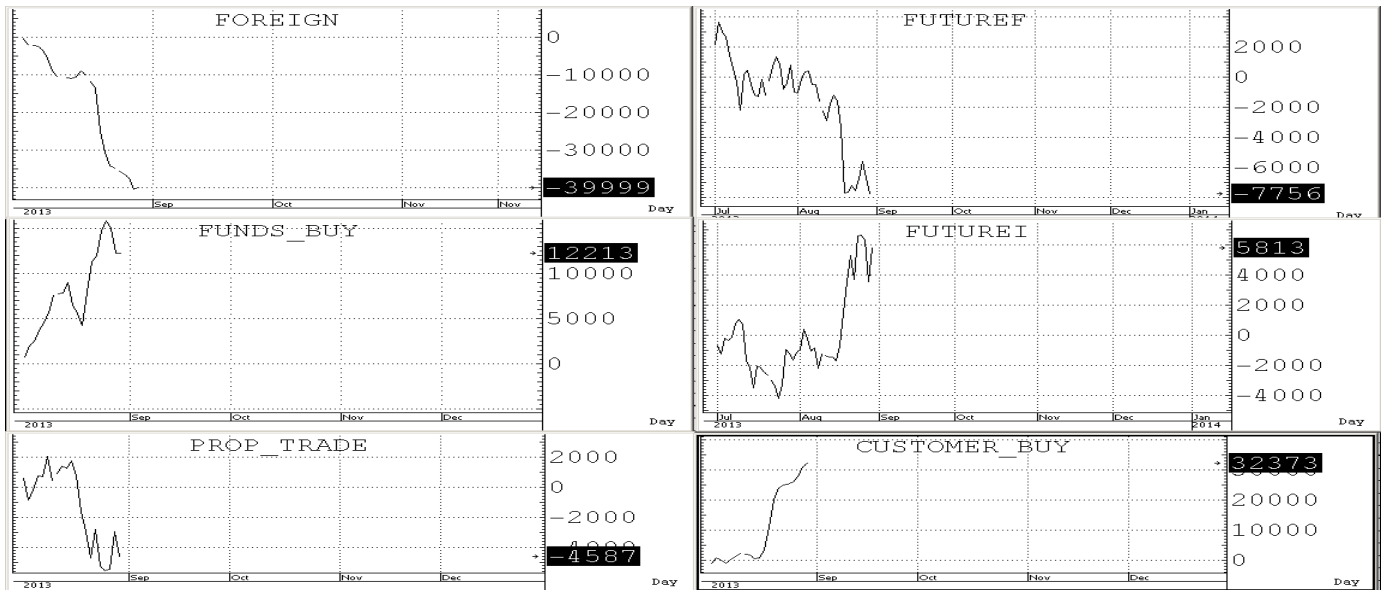 FOREIGN
0
-10000
-20000
-30000
-39999
Sep
Oct
Nov
Nov
2013
Day
FUTUREF
2000
0
-2000
-4000
-6000
-7756
Jul
Aug
Sep
Oct
Nov
Dec
Jan
Day
FUNDS_BUY
12213
10000
5000
0
Sep
Oct
Nov
Dec
2013
Day
FUTUREI
5813
4000
2000
0
-2000
-4000
Jul
Aug
Sep
Oct
Nov
Dec
Jan
2013
2014
Day
PROP_TRADE
2000
0
-2000
-4587
Sep
Oct
Nov
Dec
2013
Day
CUSTOMER_BUY
32373
20000
10000
0
Sep
Oct
Nov
Dec
2013
Day